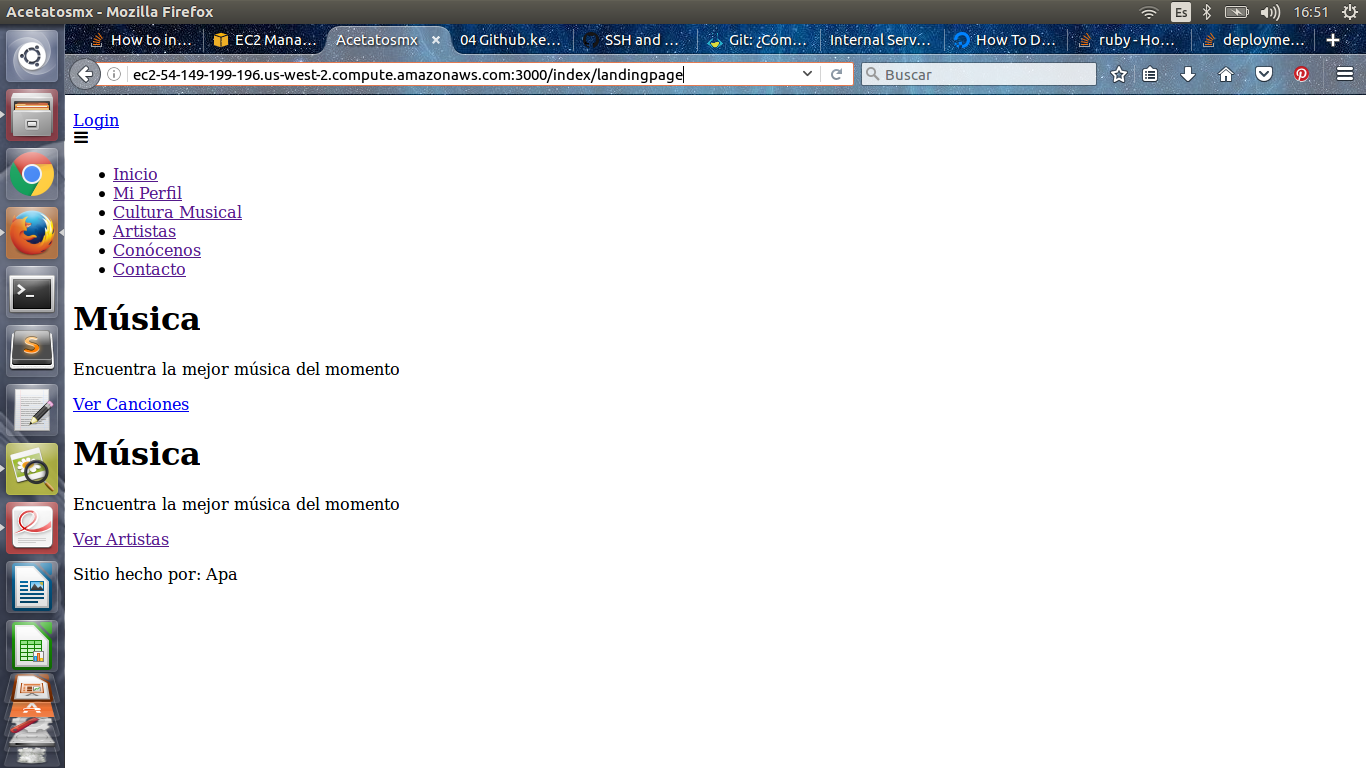 Acetatosmx - Mozilla Firefox
Es
16:51
How to in...
EC2 Mana...
Acetatosmx
04 Github.ke...
SSH and ...
Git: ¿Cóm...
Internal Serv...
How To D...
ruby - Ho...
deployme...
ec2-54-149-199-196.us-west-2.compute.amazonaws.com:3000/index/landingpage
Buscar
Login
Inicio
Mi Perfil
Cultura Musical
Artistas
Conócenos
Contacto
Música
Encuentra la mejor música del momento
Ver Canciones
Música
Encuentra la mejor música del momento
Ver Artistas
Sitio hecho por: Apa